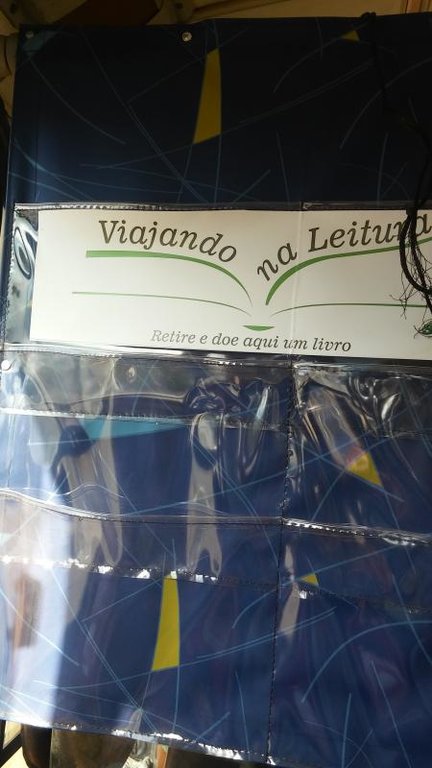 Viajando na Leitura
Retire e doe aqui um livro